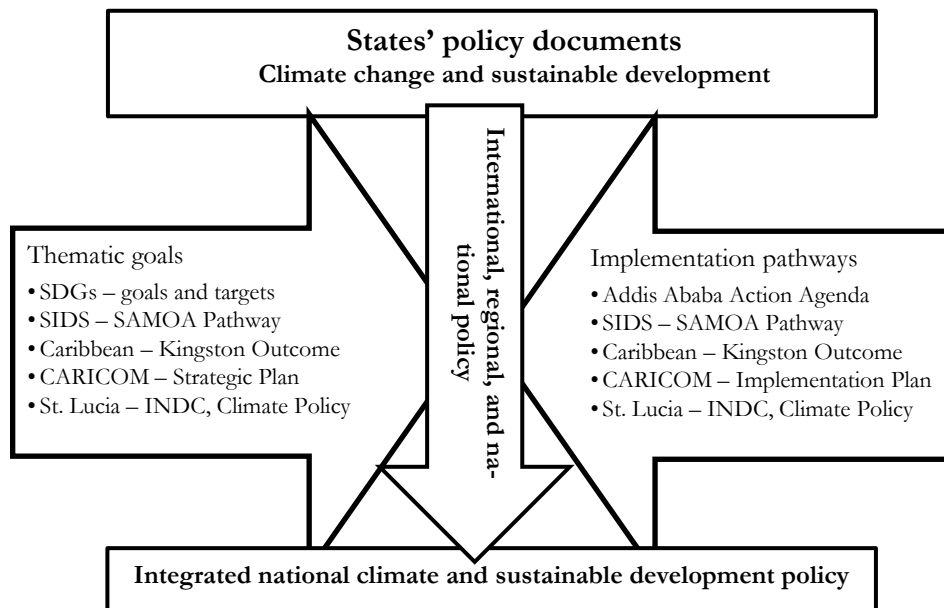 States’ policy documents
Climate change and sustainable development
Thematic goals
• SDGs – goals and targets
• SIDS – SAMOA Pathway
• Caribbean – Kingston Outcome
• CARICOM – Strategic Plan
• St. Lucia – INDC, Climate Policy
International, regional, and na-
tional policy
Implementation pathways
• Addis Ababa Action Agenda
• SIDS – SAMOA Pathway
• Caribbean – Kingston Outcome
• CARICOM – Implementation Plan
• St. Lucia – INDC, Climate Policy
Integrated national climate and sustainable development policy